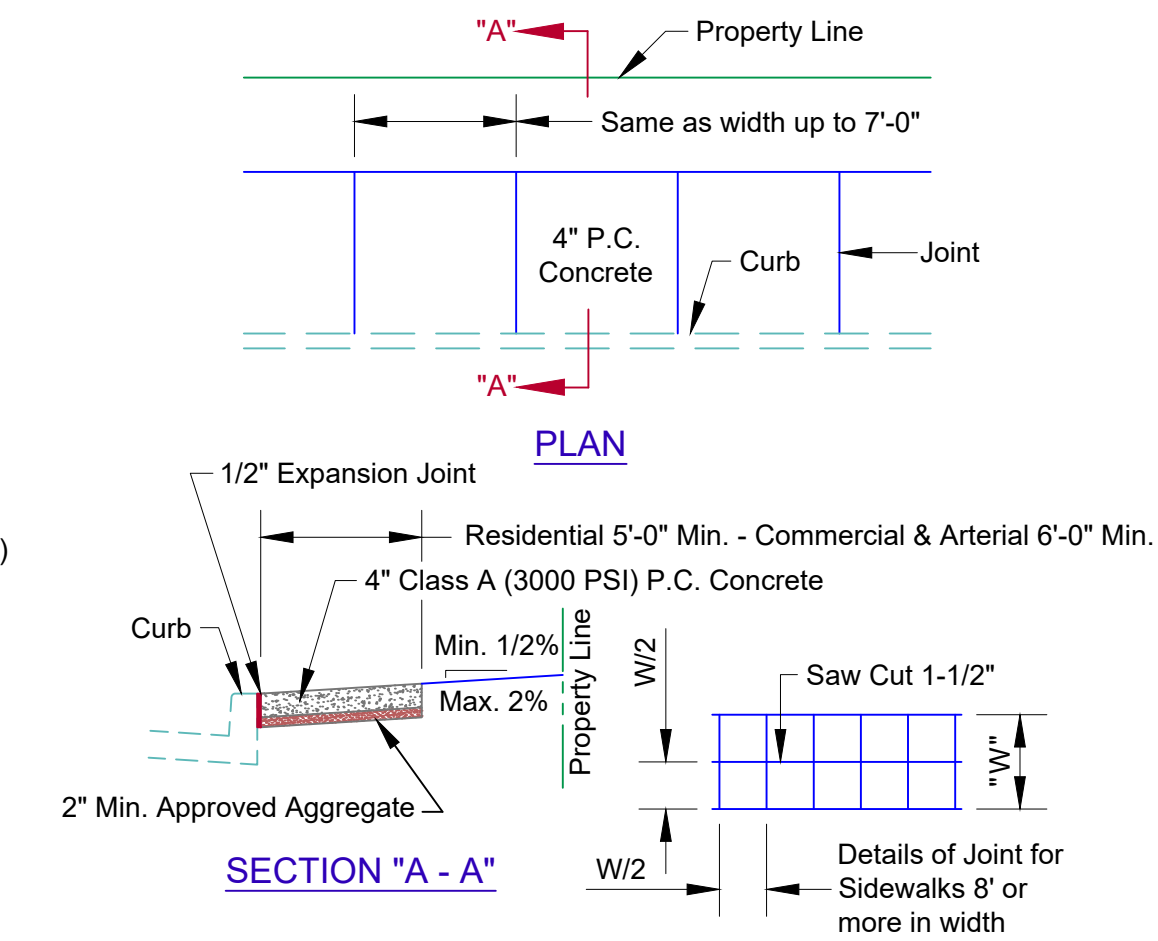 "A"
Property Line
Same as width up to 7'-0"
4" P.C.
Concrete
Curb
Joint
"A"
PLAN
1/2" Expansion Joint
)
Residential 5'-0" Min. - Commercial & Arterial 6'-0" Min.
4" Class A (3000 PSI) P.C. Concrete
Curb
Min. 1/2%
Max. 2%
Property Line
2" Min. Approved Aggregate
SECTION "A - A"
W/2
Saw Cut 1-1/2"
"W"
W/2
Details of Joint for
Sidewalks 8' or
more in width